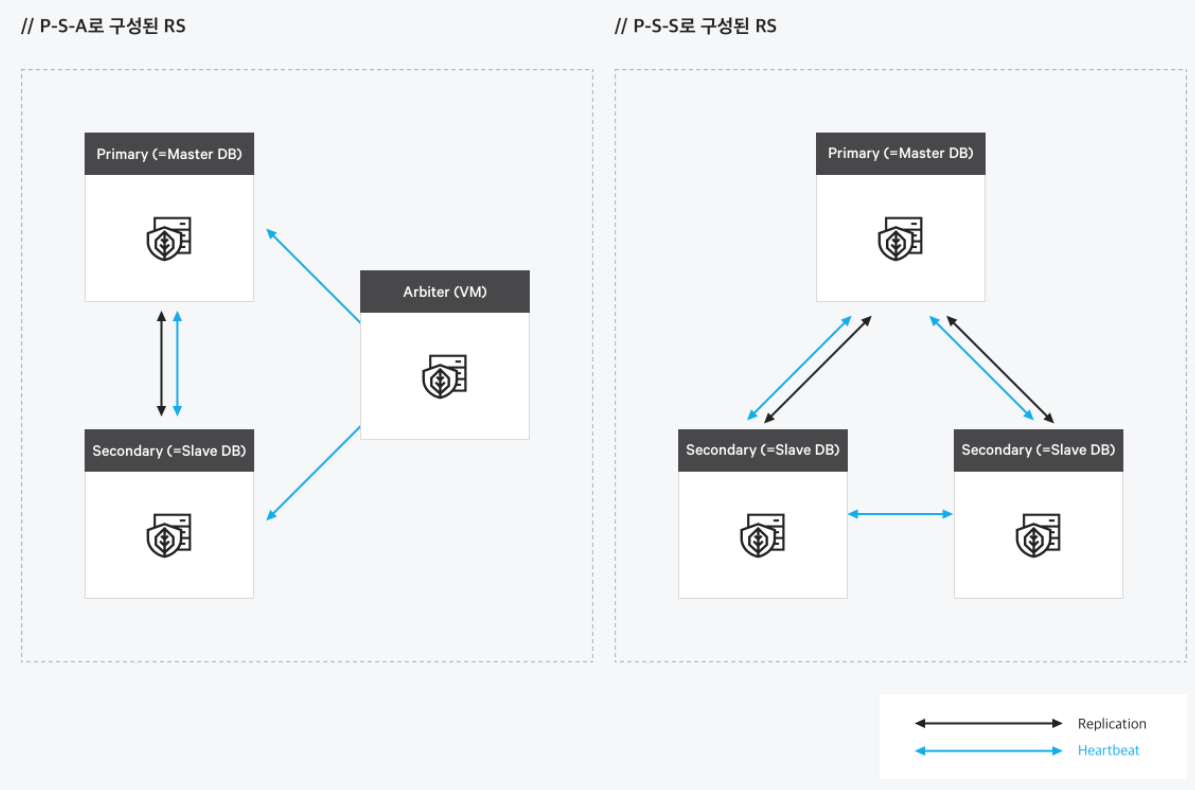 // P-S-A로 구성된 RS
// P-S-S로 구성된 RS
Primary (=Master DB)
Arbiter (VM)
Secondary (=Slave DB)
Primary (=Master DB)
Secondary (=Slave DB)
Secondary (=Slave DB)
Replication
Heartbeat